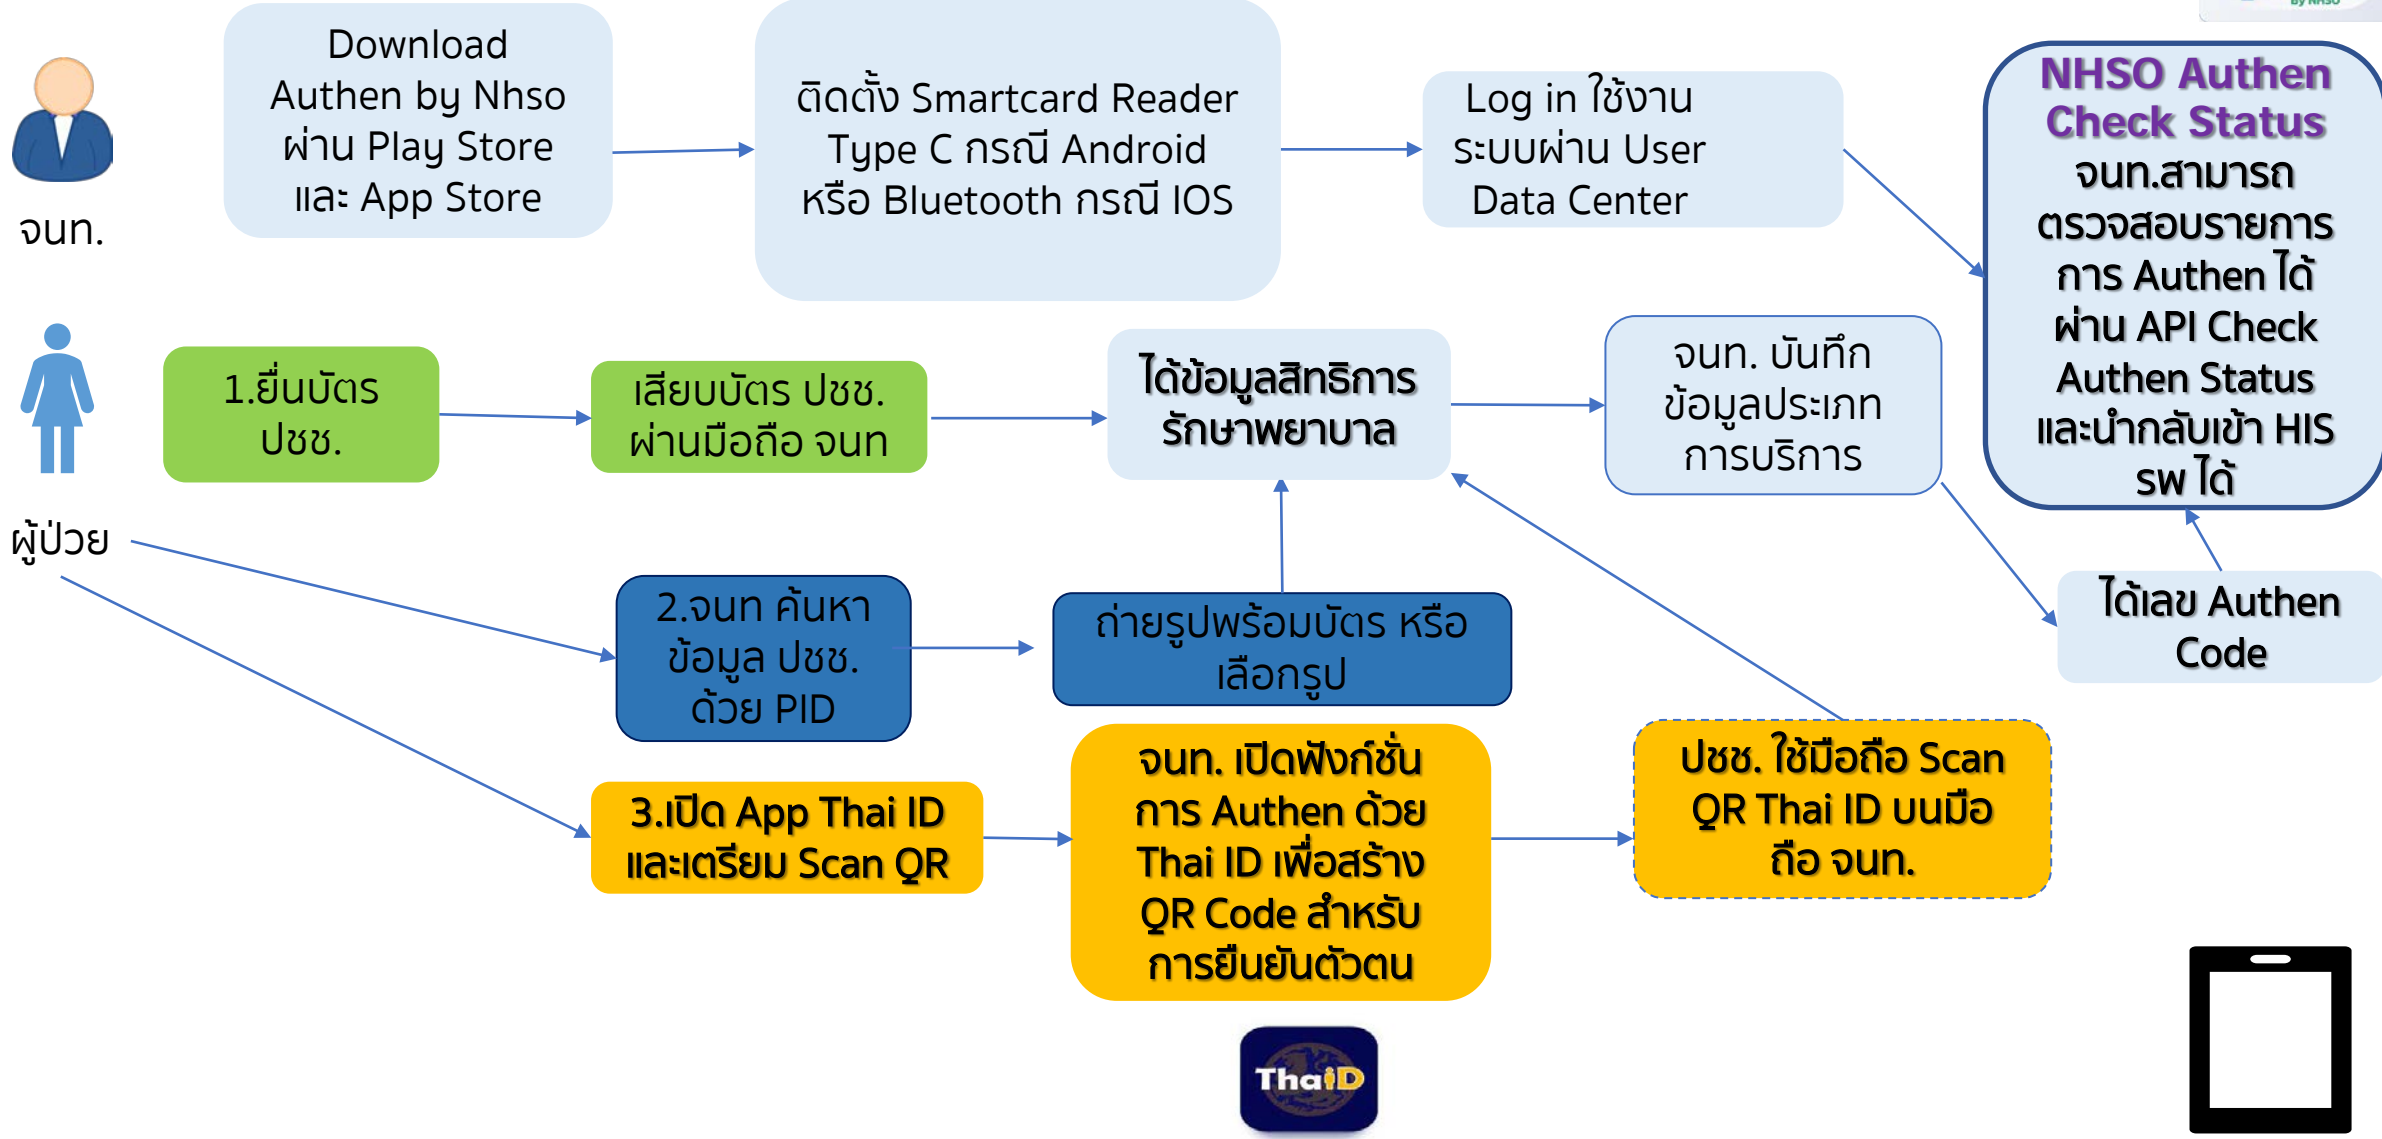 by NHSO
Download
Authen by Nhso
ผ่าน Play Store
และ App Store
ติดตั้ง Smartcard Reader
Type C กรณี Android
หรือ Bluetooth กรณี IOS
Log in ใช้งาน
ระบบผ่าน User
Data Center
NHSO Authen
Check Status
จนท.สามารถ
ตรวจสอบรายการ
การ Authen ได้
ผ่าน API Check
Authen Status
และนำกลับเข้า HIS
รพ ได้
จนท.
1.ยื่นบัตร
ปชช.
เสียบบัตร ปชช.
ผ่านมือถือ จนท
ได้ข้อมูลสิทธิการ
รักษาพยาบาล
จนท. บันทึก
ข้อมูลประเภท
การบริการ
ผู้ป่วย
2.จนท ค้นหา
ข้อมูล ปชช.
ด้วย PID
ถ่ายรูปพร้อมบัตร หรือ
เลือกรูป
ได้เลข Authen
Code
3.เปิด App Thai ID
และเตรียม Scan QR
จนท. เปิดฟังก์ชั่น
การ Authen ด้วย
Thai ID เพื่อสร้าง
QR Code สำหรับ
การยืนยันตัวตน
ปชช. ใช้มือถือ Scan
QR Thai ID บนมือ
ถือ จนท.
ThaiD